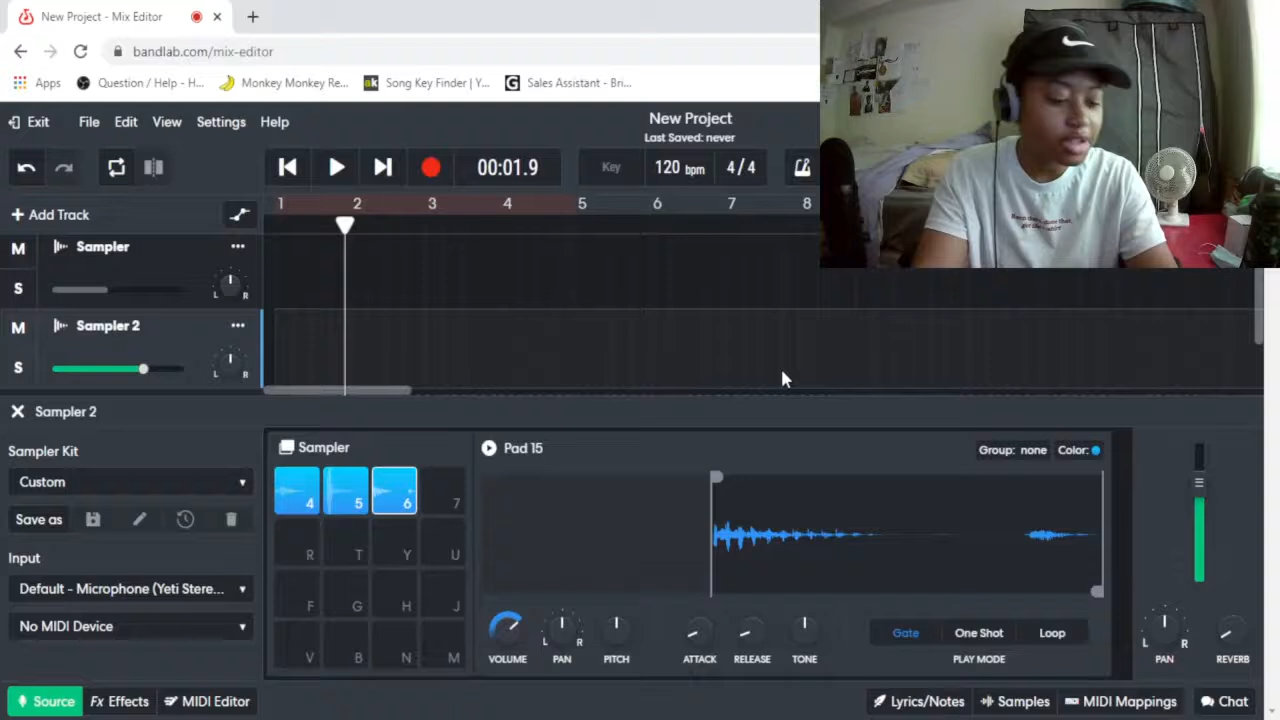 New Project - Mix Editor
bandlab.com/mix-editor
Apps
Question / Help - H...
Monkey Monkey Re...
Song Key Finder | Y...
Sales Assistant - Bri...
Exit
File
Edit
View
Settings
Help
New Project
Last Saved: never
00:01.9
Key
120 bpm
4/4
+ Add Track
1 2 3 4 5 6 7 8
M
Sampler
S
L R
M
Sampler 2
S
L R
Sampler 2
Sampler Kit
Custom
Save as
Input
Default - Microphone (Yeti Stere...
No MIDI Device
Sampler
4 5 6 7
R T Y U
F G H J
V B N M
Pad 15
Group: none
Color:
L R
VOLUME
PAN
PITCH
ATTACK
RELEASE
TONE
Gate
One Shot
Loop
PLAY MODE
L R
PAN
REVERB
Source
Fx Effects
MIDI Editor
Lyrics/Notes
Samples
MIDI Mappings
Chat